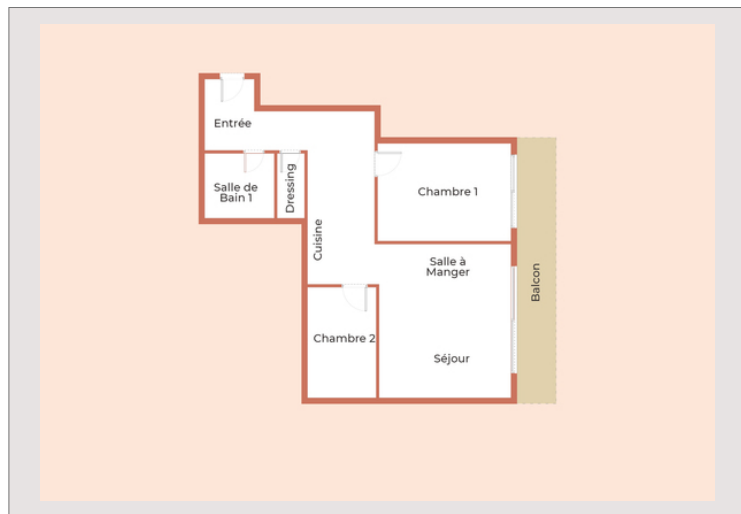 Entrée
Salle de
Bain 1
Dressing
Chambre 1
Cuisine
Salle à
Manger
Balcon
Chambre 2
Séjour